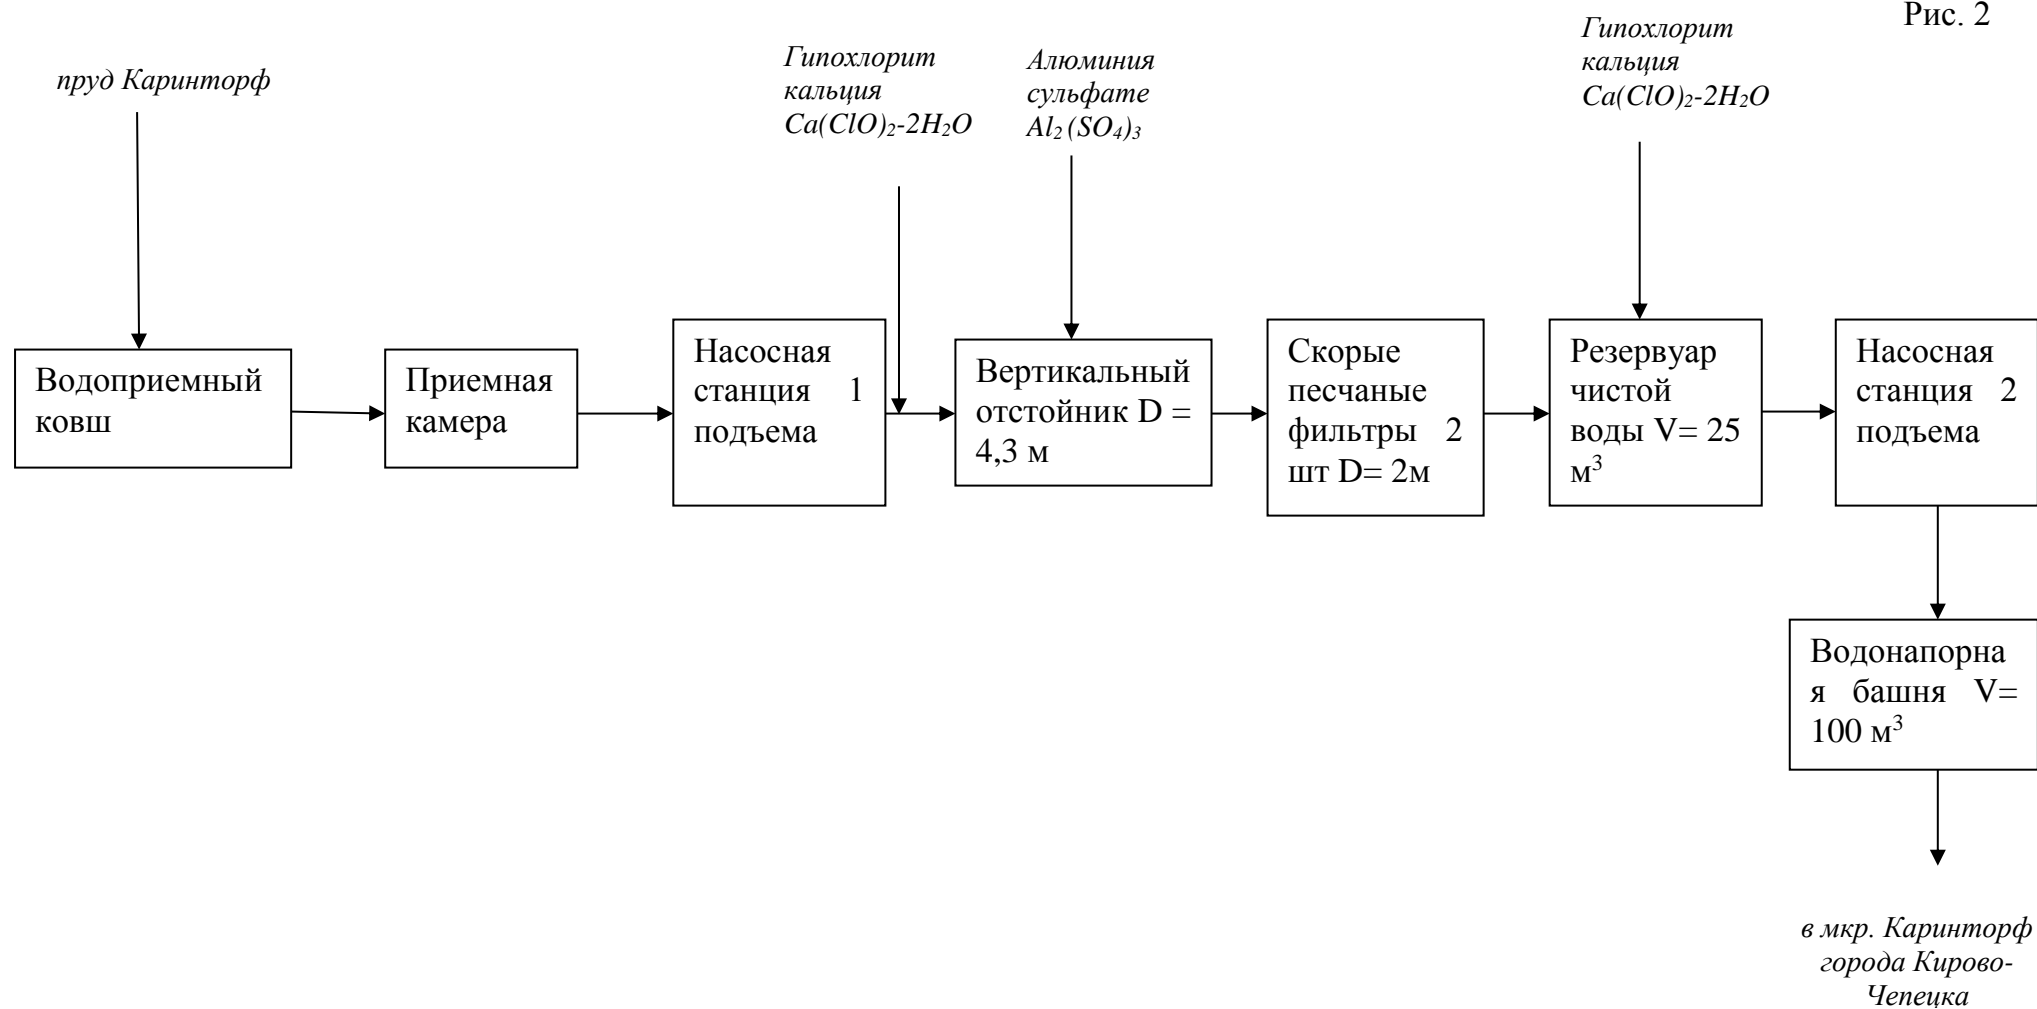 Рис. 2
пруд Каринторф
Гипохлорит
кальция
Ca(ClO)₂-2H₂O
Алюминия
сульфате
Al₂ (SO₄)₃
Гипохлорит
кальция
Ca(ClO)₂-2H₂O
Водоприемный
ковш
Приемная
камера
Насосная
станция 1
подъема
Вертикальный
отстойник D =
4,3 м
Скорые
песчаные
фильтры 2
шт D= 2м
Резервуар
чистой
воды V= 25
м³
Насосная
станция 2
подъема
Водонапорна
я башня V=
100 м³
в мкр. Каринторф
города Кирово-
Чепецка